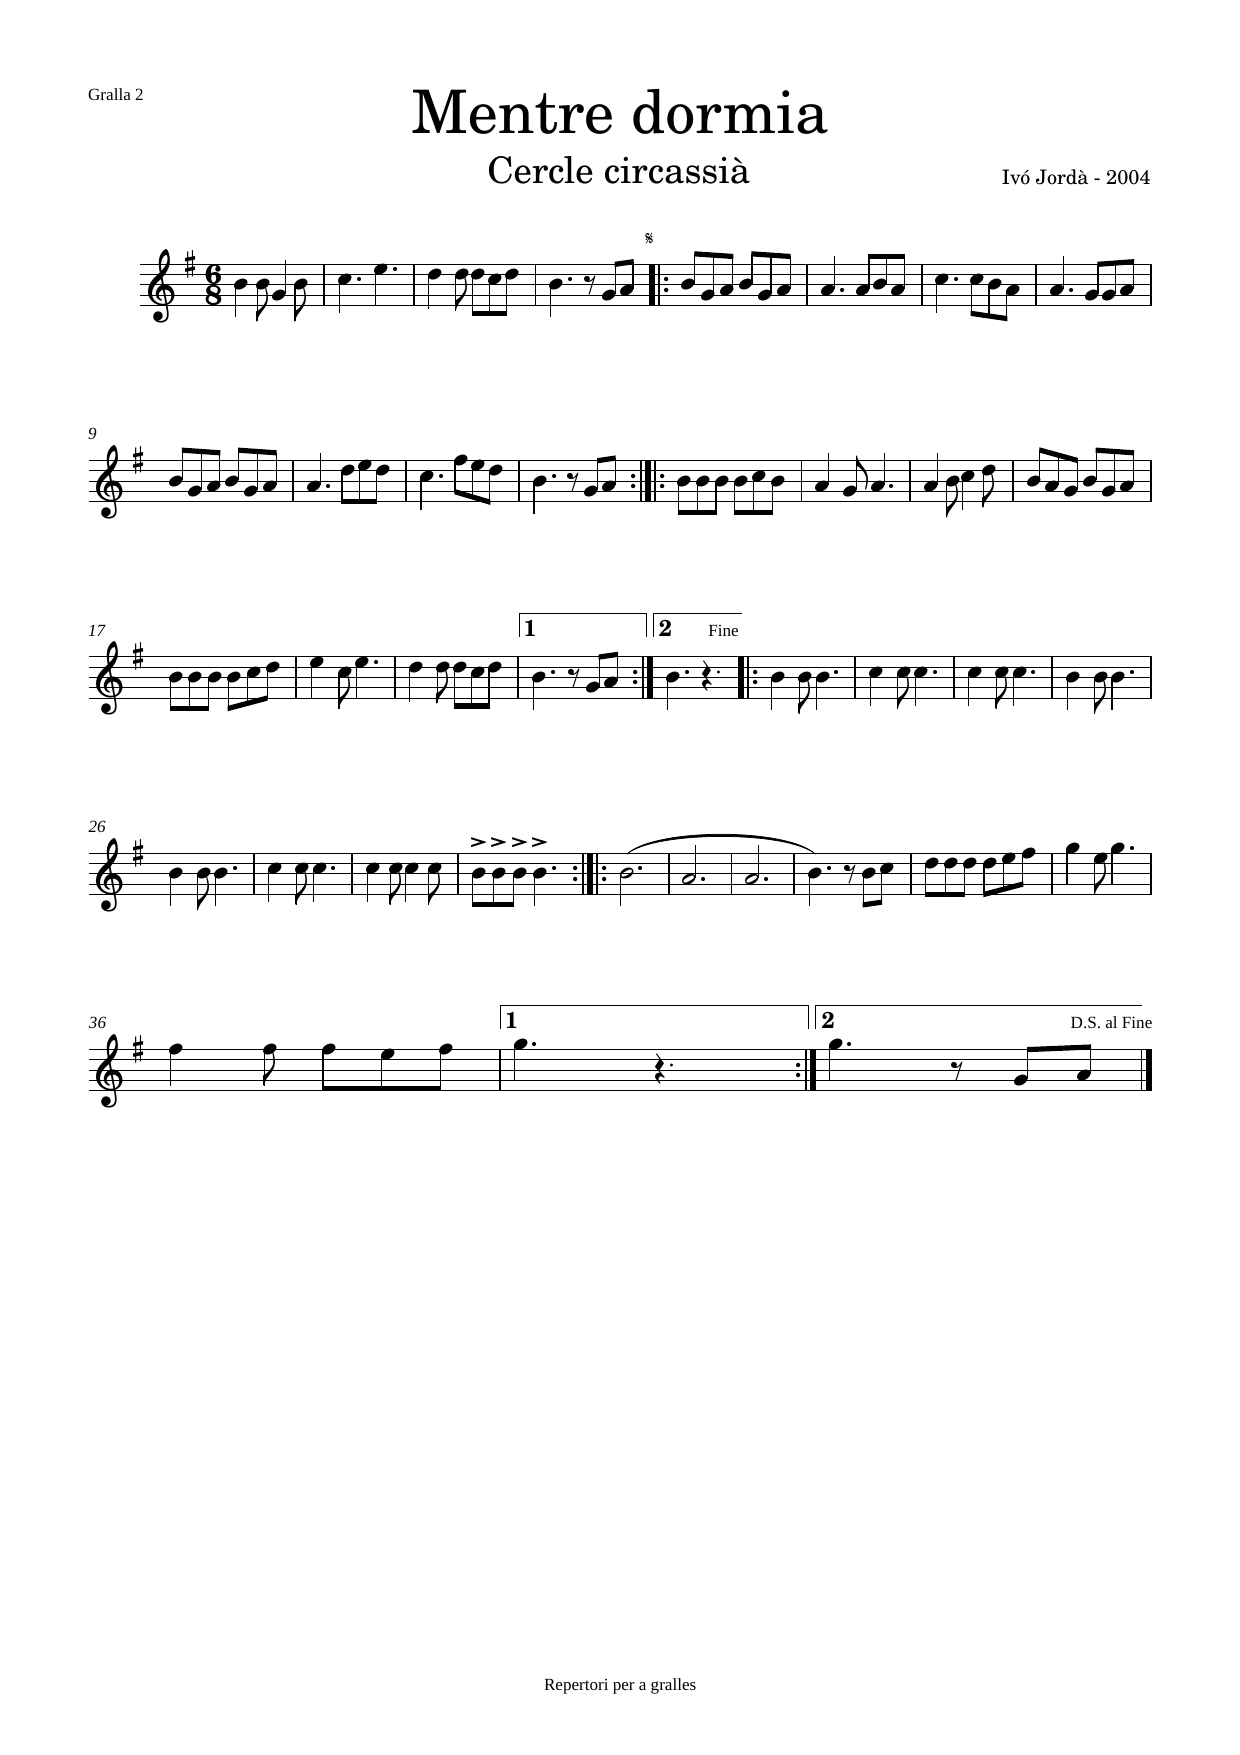 Gralla 2
Mentre dormia
Cercle circassià
Ivó Jordà - 2004
6
8
9
17
1
2
Fine
26
36
1
2
D.S. al Fine
Repertori per a gralles